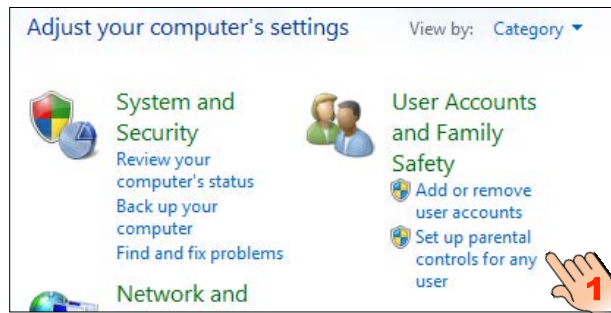 Adjust your computer's settings
View by: Category
System and
Security
Review your
computer's status
Back up your
computer
Find and fix problems
Network and
User Accounts
and Family
Safety
Add or remove
user accounts
Set up parental
controls for any
user
1